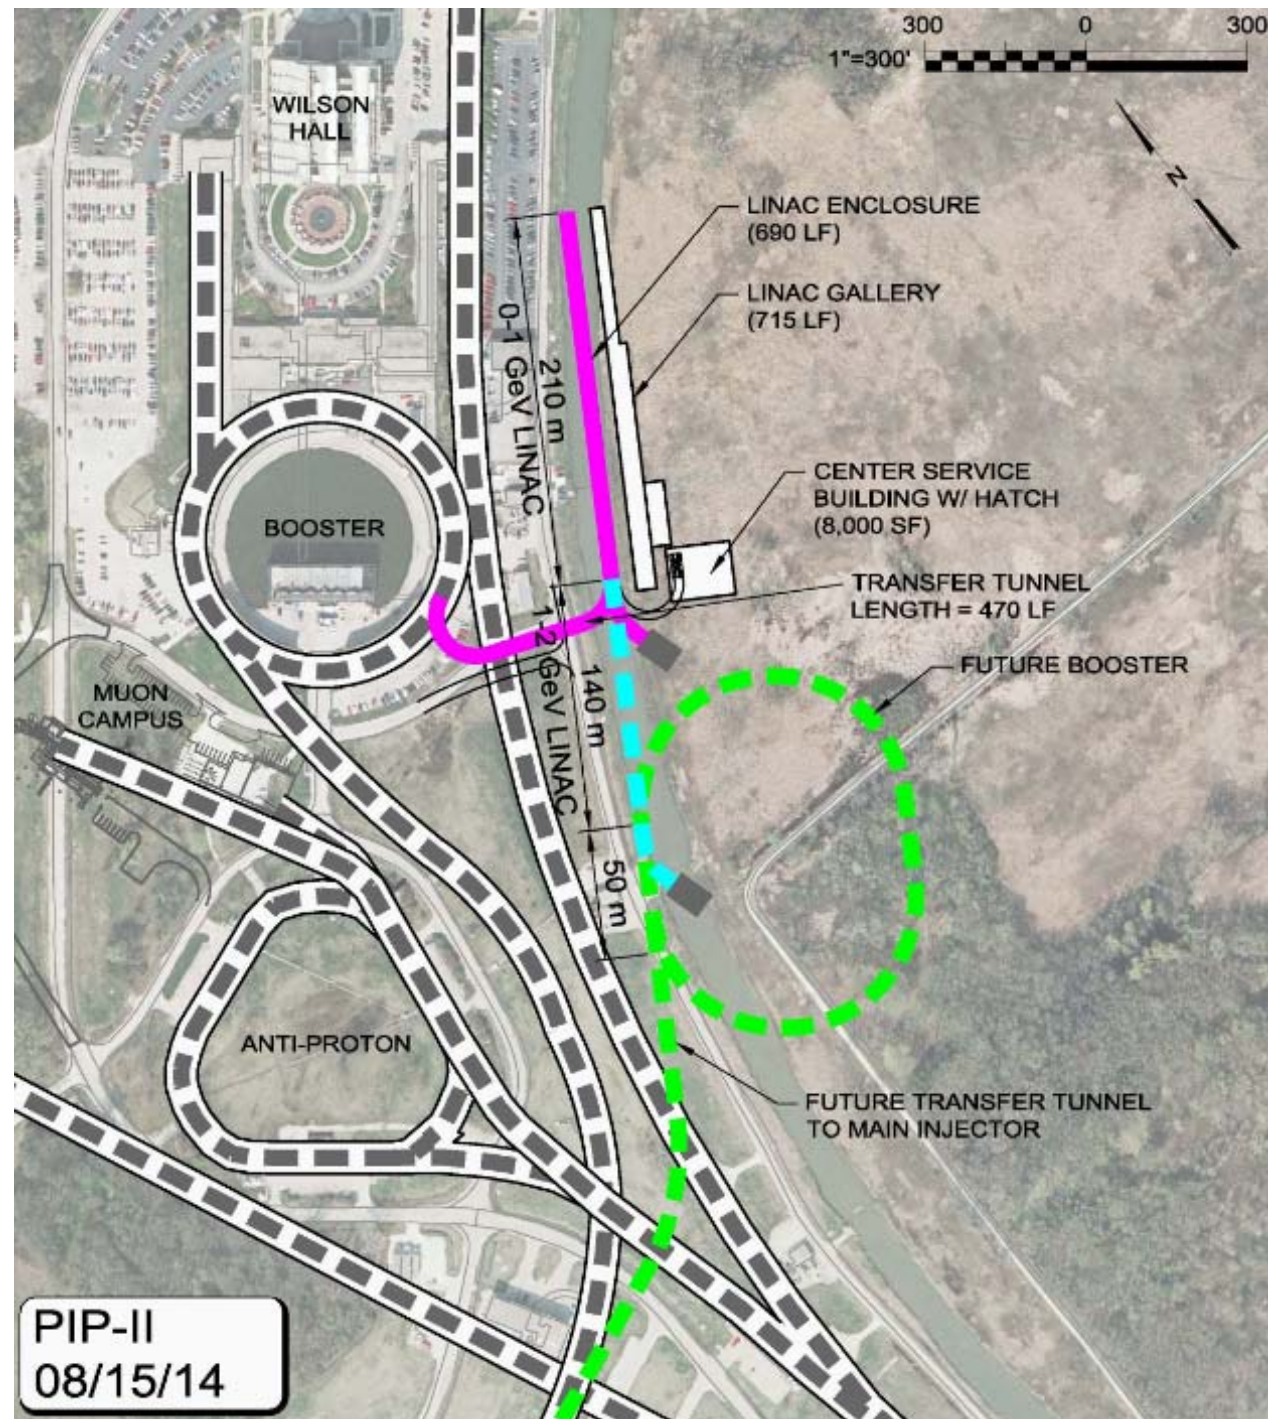 300 0 300
1"=300'
WILSON
HALL
N
LINAC ENCLOSURE
(690 LF)
LINAC GALLERY
(715 LF)
0-1 GeV LINAC
210 m
CENTER SERVICE
BUILDING W/ HATCH
(8,000 SF)
BOOSTER
TRANSFER TUNNEL
LENGTH = 470 LF
1-2 GeV LINAC
140 m
FUTURE BOOSTER
MUON
CAMPUS
50 m
ANTI-PROTON
FUTURE TRANSFER TUNNEL
TO MAIN INJECTOR
PIP-II
08/15/14